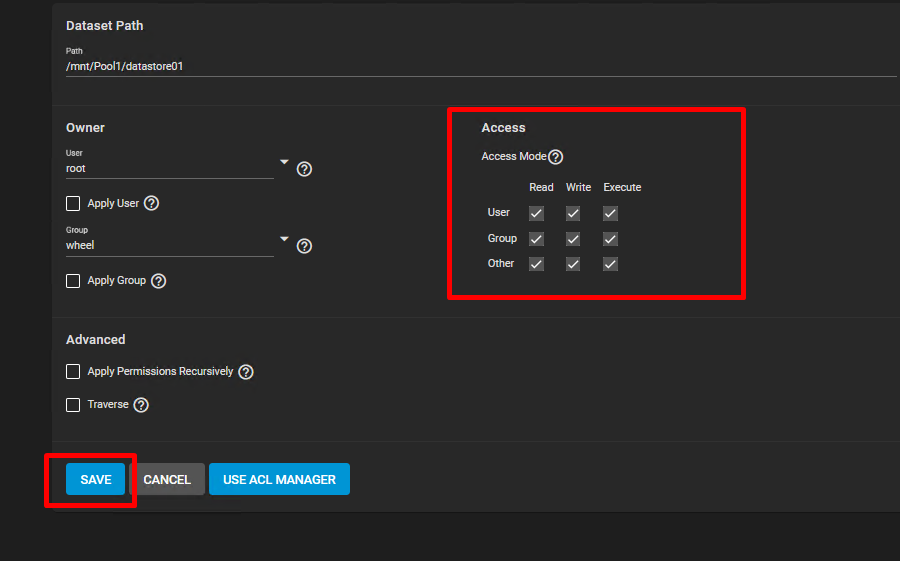 Dataset Path
Path
/mnt/Pool1/datastore01
Owner
User
root
Apply User
Group
wheel
Apply Group
Access
Access Mode
Read Write Execute
User
Group
Other
Advanced
Apply Permissions Recursively
Traverse
SAVE CANCEL USE ACL MANAGER